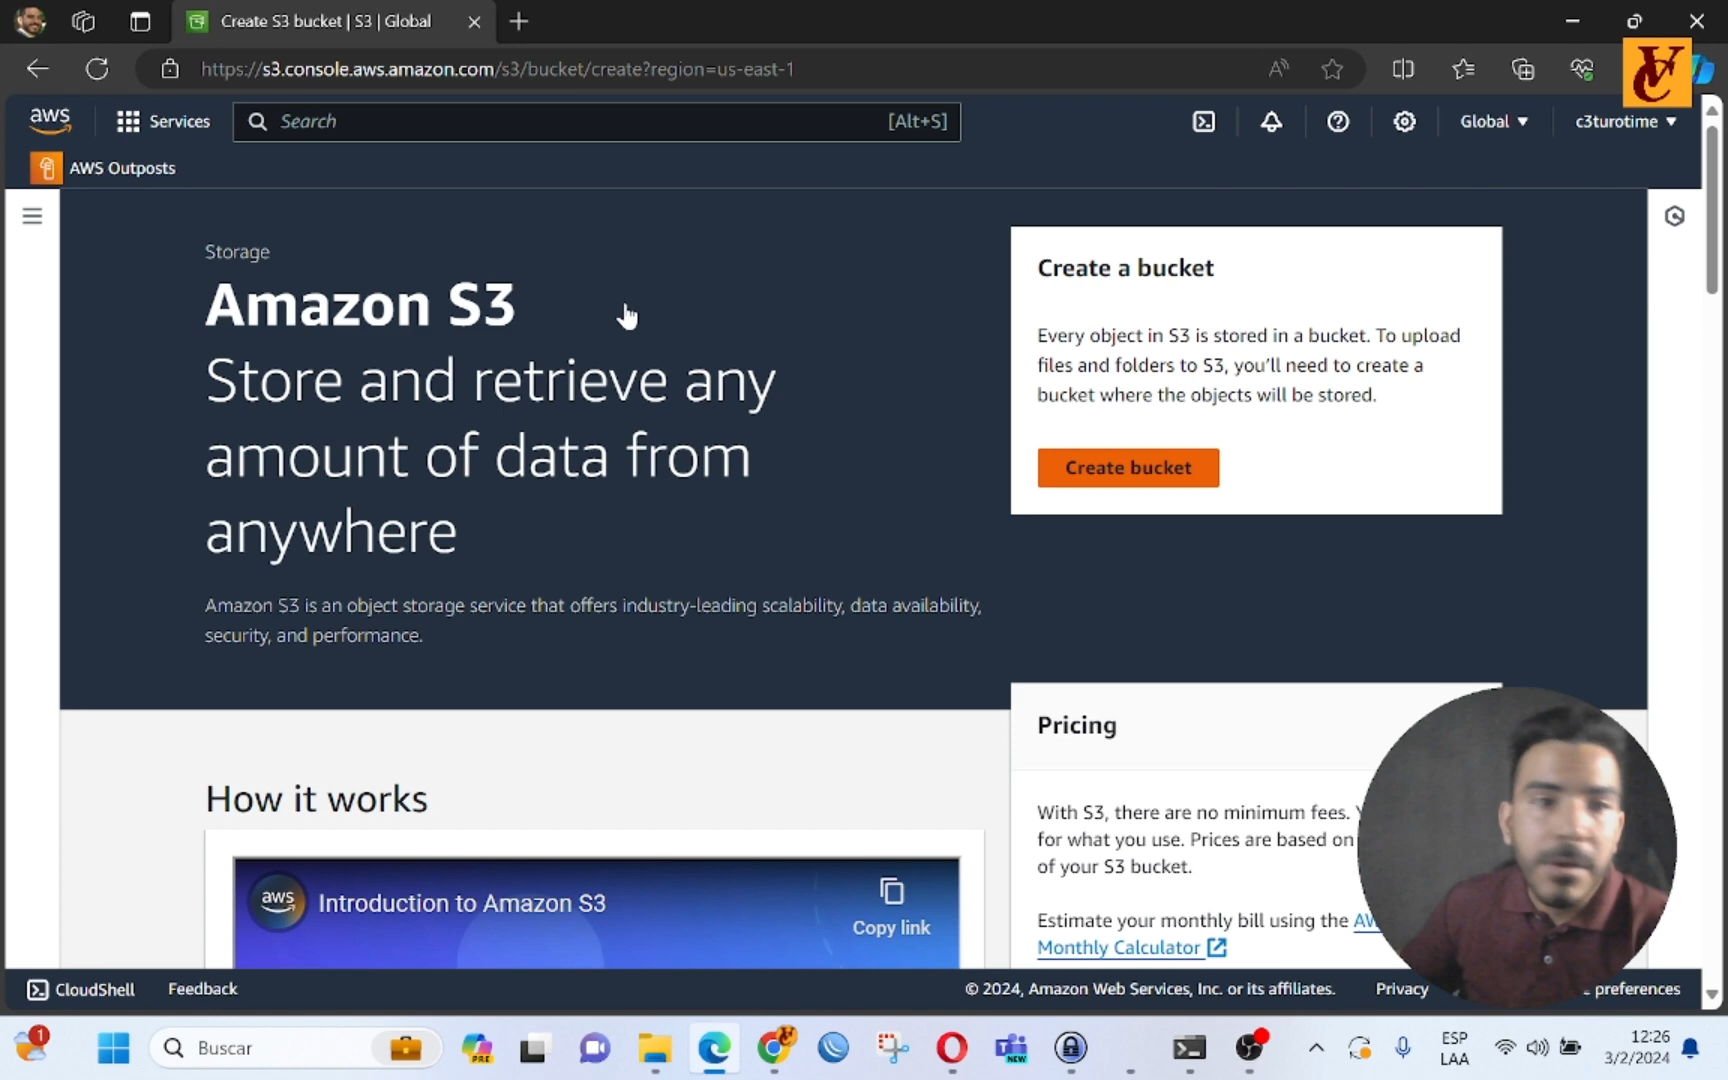 Create S3 bucket | S3 | Global
https://s3.console.aws.amazon.com/s3/bucket/create?region=us-east-1
VC
aws
Services
Search
[Alt+S]
Global
c3turotime
AWS Outposts
Storage
Amazon S3
Store and retrieve any
amount of data from
anywhere
Amazon S3 is an object storage service that offers industry-leading scalability, data availability,
security, and performance.
Create a bucket
Every object in S3 is stored in a bucket. To upload
files and folders to S3, you'll need to create a
bucket where the objects will be stored.
Create bucket
How it works
aws
Introduction to Amazon S3
Copy link
Pricing
With S3, there are no minimum fees.
for what you use. Prices are based on
of your S3 bucket.
Estimate your monthly bill using the
Monthly Calculator
CloudShell
Feedback
© 2024, Amazon Web Services, Inc. or its affiliates.
Privacy
preferences
1
Buscar
PRE
NEW
ESP
LAA
12:26
3/2/2024